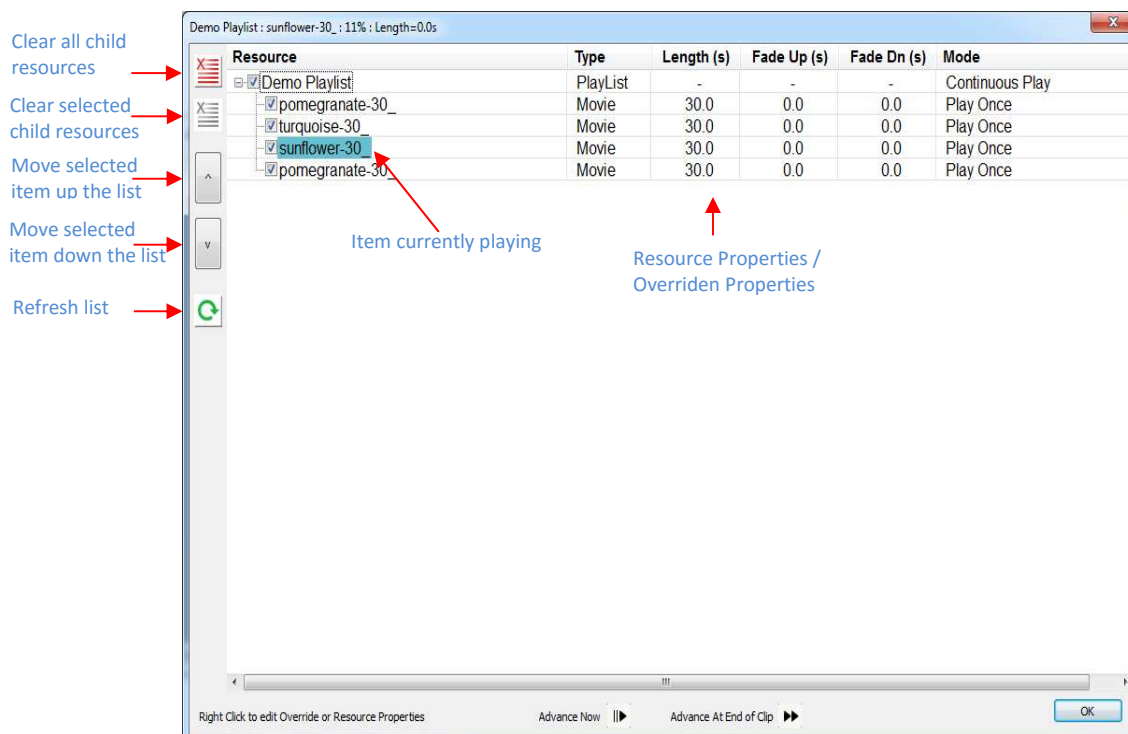 Demo Playlist : sunflower-30_ : 11% : Length=0.0s
X
Clear all child
resources
Clear selected
child resources
Move selected
item up the list
Move selected
item down the list
Refresh list
Resource Type Length (s) Fade Up (s) Fade Dn (s) Mode
Demo Playlist PlayList - - - Continuous Play
pomegranate-30_ Movie 30.0 0.0 0.0 Play Once
turquoise-30_ Movie 30.0 0.0 0.0 Play Once
sunflower-30_ Movie 30.0 0.0 0.0 Play Once
pomegranate-30_ Movie 30.0 0.0 0.0 Play Once
Item currently playing
Resource Properties /
Overriden Properties
Right Click to edit Override or Resource Properties Advance Now Advance At End of Clip OK